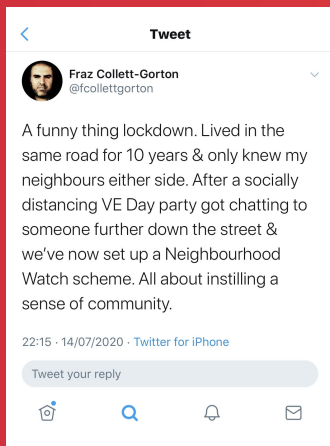 Tweet
Fraz Collett-Gorton
@fcollettgorton
A funny thing lockdown. Lived in the
same road for 10 years & only knew my
neighbours either side. After a socially
distancing VE Day party got chatting to
someone further down the street &
we've now set up a Neighbourhood
Watch scheme. All about instilling a
sense of community.
22:15 · 14/07/2020 · Twitter for iPhone
Tweet your reply